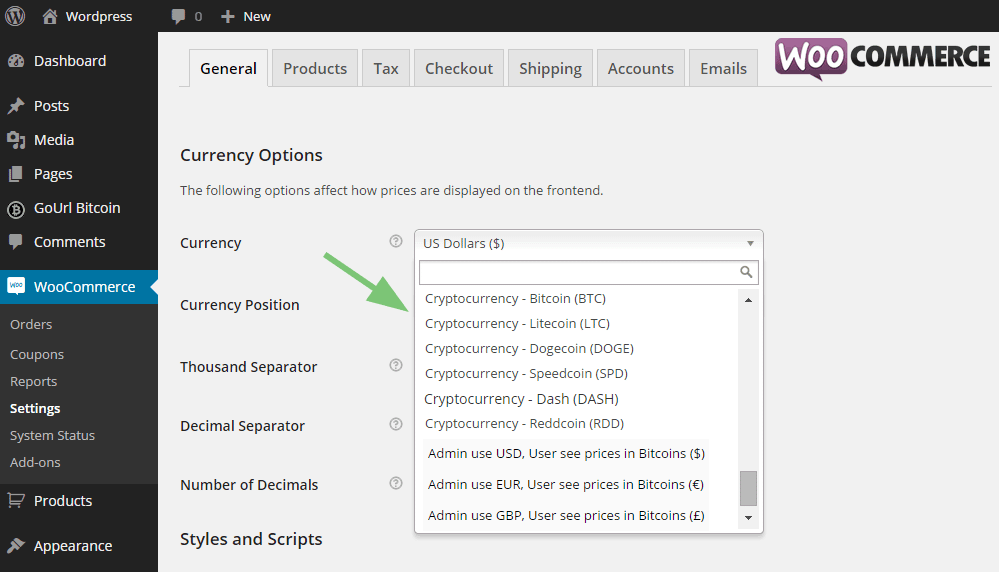 Wordpress 0 New
Dashboard
Posts
Media
Pages
GoUrl Bitcoin
Comments
WOO WooCommerce
Orders
Coupons
Reports
Settings
System Status
Add-ons
Products
Appearance
General Products Tax Checkout Shipping Accounts Emails
WOO COMMERCE
Currency Options
The following options affect how prices are displayed on the frontend.
Currency ? US Dollars ($)
Currency Position
Thousand Separator ?
Decimal Separator ?
Number of Decimals ?
Styles and Scripts
Cryptocurrency - Bitcoin (BTC)
Cryptocurrency - Litecoin (LTC)
Cryptocurrency - Dogecoin (DOGE)
Cryptocurrency - Speedcoin (SPD)
Cryptocurrency - Dash (DASH)
Cryptocurrency - Reddcoin (RDD)
Admin use USD, User see prices in Bitcoins ($)
Admin use EUR, User see prices in Bitcoins (€)
Admin use GBP, User see prices in Bitcoins (£)